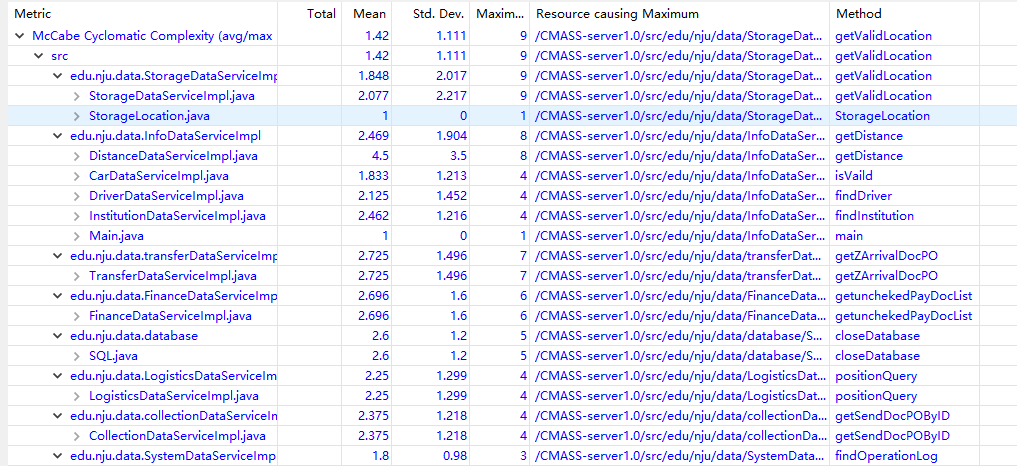 Metric Total Mean Std. Dev. Maxim... Resource causing Maximum Method
McCabe Cyclomatic Complexity (avg/max 1.42 1.111 9 /CMASS-server1.0/src/edu/nju/data/StorageDat... getValidLocation
src 1.42 1.111 9 /CMASS-server1.0/src/edu/nju/data/StorageDat... getValidLocation
edu.nju.data.StorageDataServiceImp 1.848 2.017 9 /CMASS-server1.0/src/edu/nju/data/StorageDat... getValidLocation
StorageDataServiceImpl.java 2.077 2.217 9 /CMASS-server1.0/src/edu/nju/data/StorageDat... getValidLocation
StorageLocation.java 1 0 1 /CMASS-server1.0/src/edu/nju/data/StorageDat... StorageLocation
edu.nju.data.InfoDataServiceImpl 2.469 1.904 8 /CMASS-server1.0/src/edu/nju/data/InfoDataSer... getDistance
DistanceDataServiceImpl.java 4.5 3.5 8 /CMASS-server1.0/src/edu/nju/data/InfoDataSer... getDistance
CarDataServiceImpl.java 1.833 1.213 4 /CMASS-server1.0/src/edu/nju/data/InfoDataSer... isVaild
DriverDataServiceImpl.java 2.125 1.452 4 /CMASS-server1.0/src/edu/nju/data/InfoDataSer... findDriver
InstitutionDataServiceImpl.java 2.462 1.216 4 /CMASS-server1.0/src/edu/nju/data/InfoDataSer... findInstitution
Main.java 1 0 1 /CMASS-server1.0/src/edu/nju/data/InfoDataSer... main
edu.nju.data.transferDataServiceImp 2.725 1.496 7 /CMASS-server1.0/src/edu/nju/data/transferDat... getZArrivalDocPO
TransferDataServiceImpl.java 2.725 1.496 7 /CMASS-server1.0/src/edu/nju/data/transferDat... getZArrivalDocPO
edu.nju.data.FinanceDataServiceImp 2.696 1.6 6 /CMASS-server1.0/src/edu/nju/data/FinanceData... getunchekedPayDocList
FinanceDataServiceImpl.java 2.696 1.6 6 /CMASS-server1.0/src/edu/nju/data/FinanceData... getunchekedPayDocList
edu.nju.data.database 2.6 1.2 5 /CMASS-server1.0/src/edu/nju/data/database/S... closeDatabase
SQL.java 2.6 1.2 5 /CMASS-server1.0/src/edu/nju/data/database/S... closeDatabase
edu.nju.data.LogisticsDataServiceIm 2.25 1.299 4 /CMASS-server1.0/src/edu/nju/data/LogisticsDat... positionQuery
LogisticsDataServiceImpl.java 2.25 1.299 4 /CMASS-server1.0/src/edu/nju/data/LogisticsDat... positionQuery
edu.nju.data.collectionDataServiceIn 2.375 1.218 4 /CMASS-server1.0/src/edu/nju/data/collectionDa... getSendDocPOByID
CollectionDataServiceImpl.java 2.375 1.218 4 /CMASS-server1.0/src/edu/nju/data/collectionDa... getSendDocPOByID
edu.nju.data.SystemDataServiceImp 1.8 0.98 3 /CMASS-server1.0/src/edu/nju/data/SystemData... findOperationLog